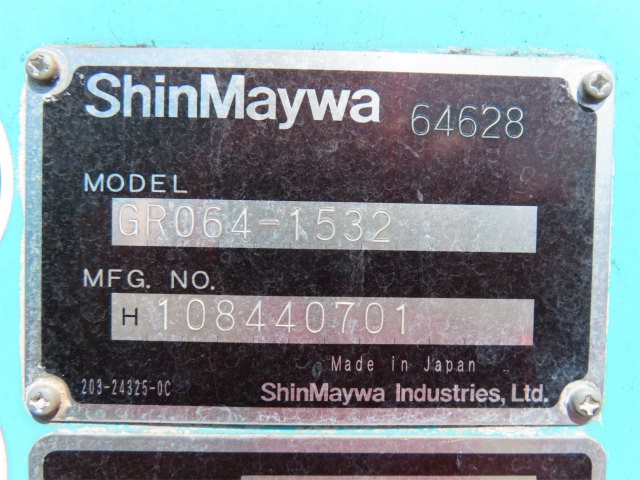 ShinMaywa 64628
MODEL
GR064-1532
MFG. NO.
H 108440701
Made in Japan
203-24325-0C ShinMaywa Industries, Ltd.